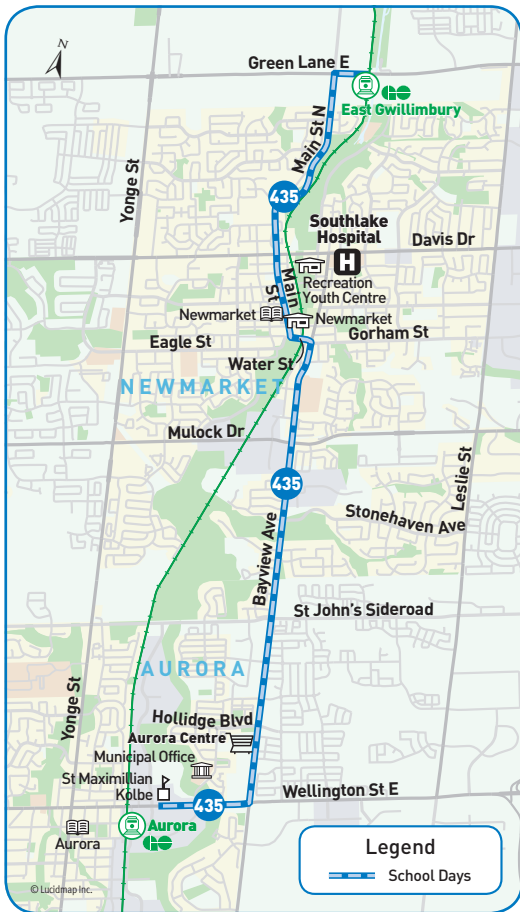 N
Green Lane E
GO
East Gwillimbury
Main St N
Yonge St
435
Southlake
Hospital
H
Davis Dr
Main
St
Recreation
Youth Centre
Newmarket
Newmarket
Gorham St
Eagle St
Water St
NEWMARKET
Mulock Dr
Leslie St
435
Stonehaven Ave
Bayview Ave
St John's Sideroad
AURORA
Yonge St
Hollidge Blvd
Aurora Centre
Municipal Office
St Maximillian
Kolbe
Wellington St E
435
Aurora
GO
Aurora
Legend
School Days
© Lucidmap Inc.